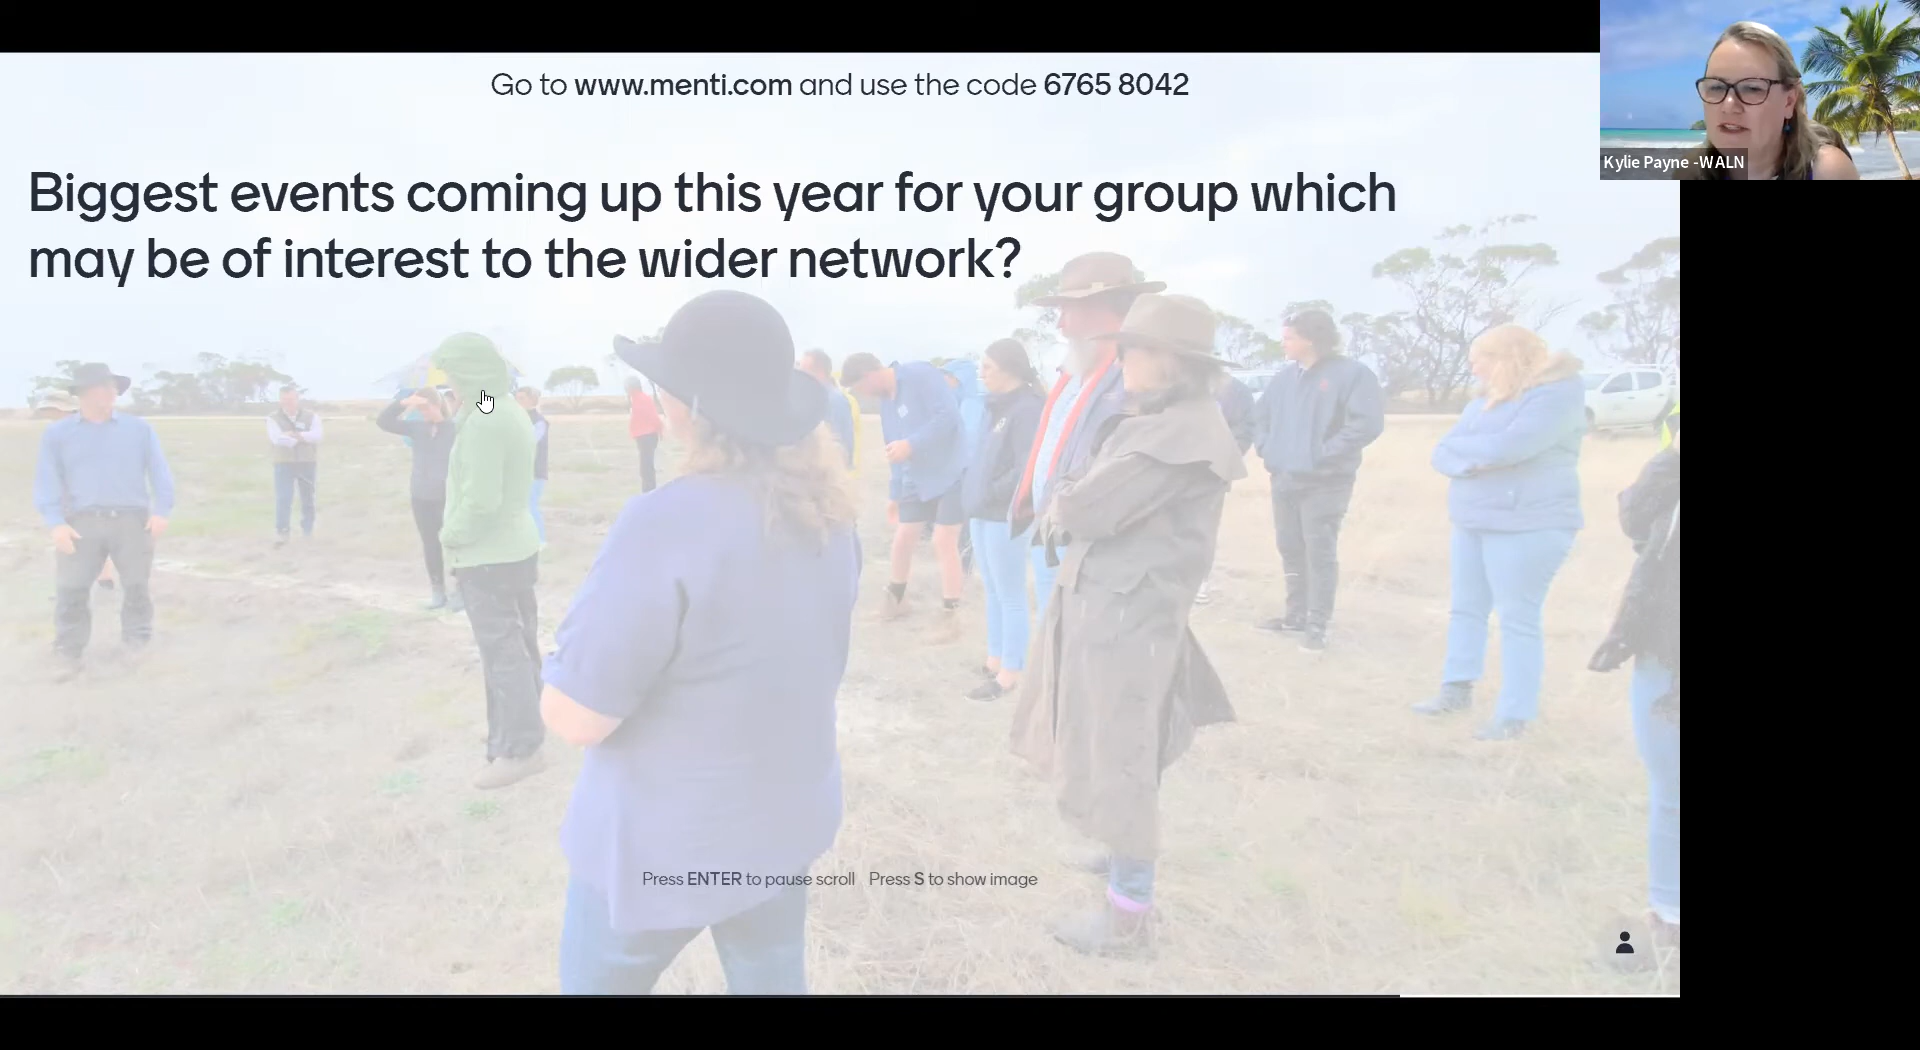 Go to www.menti.com and use the code 6765 8042
Kylie Payne -WALN
Biggest events coming up this year for your group which
may be of interest to the wider network?
Press ENTER to pause scroll Press S to show image